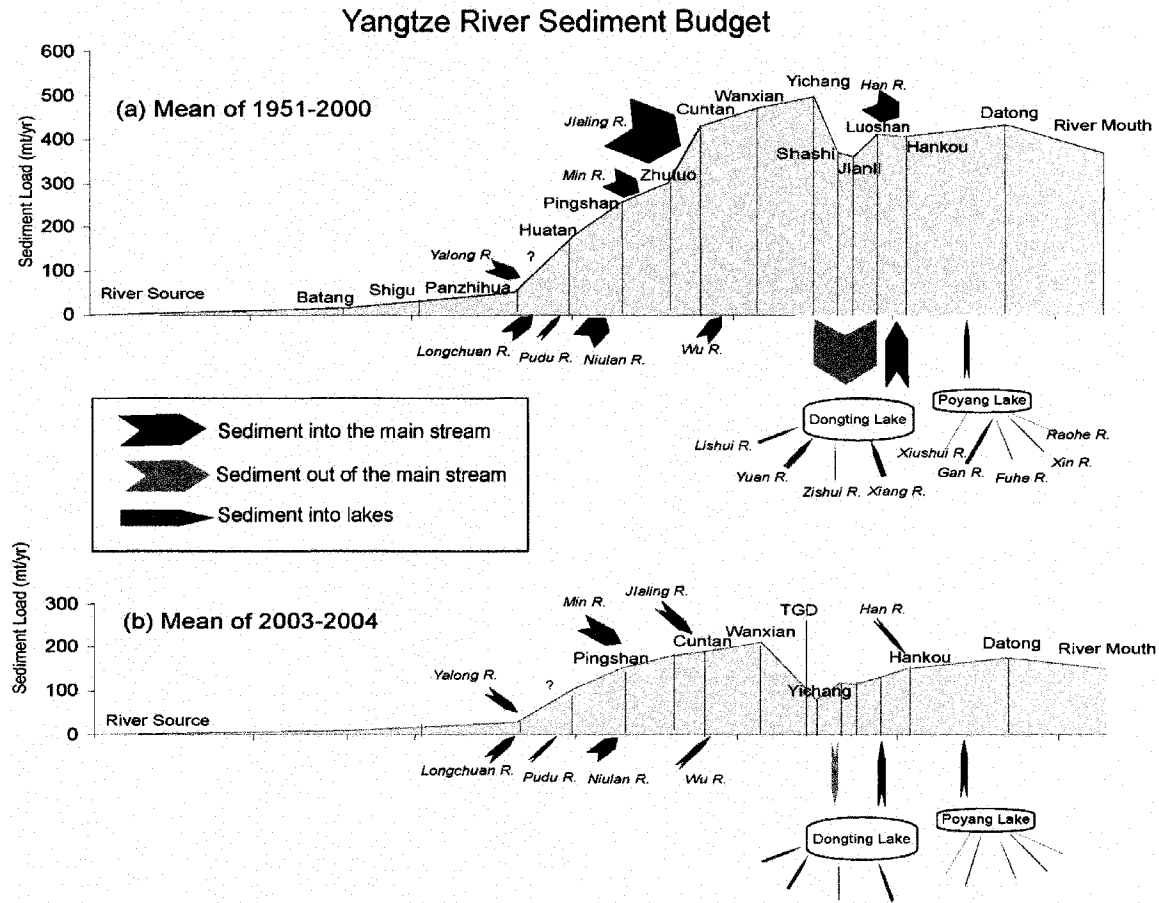 Yangtze River Sediment Budget
600
500
400
300
200
100
0
Sediment Load (mt/yr)
(a) Mean of 1951-2000
River Source
Batang
Shigu
Panzhihua
Yalong R.
?
Huatan
Pingshan
Min R.
Zhutuo
Jialing R.
Cuntan
Wanxian
Yichang
Shashi
Jianli
Han R.
Luoshan
Hankou
Datong
River Mouth
Longchuan R.
Pudu R.
Niulan R.
Wu R.
Dongting Lake
Poyang Lake
Lishui R.
Yuan R.
Zishui R.
Xiang R.
Xiushui R.
Gan R.
Fuhe R.
Xin R.
Raohe R.
Sediment into the main stream
Sediment out of the main stream
Sediment into lakes
Sediment Load (mt/yr)
300
200
100
0
(b) Mean of 2003-2004
River Source
Yalong R.
?
Min R.
Pingshan
Jialing R.
Cuntan
Wanxian
TGD
Yichang
Han R.
Hankou
Datong
River Mouth
Longchuan R.
Pudu R.
Niulan R.
Wu R.
Dongting Lake
Poyang Lake